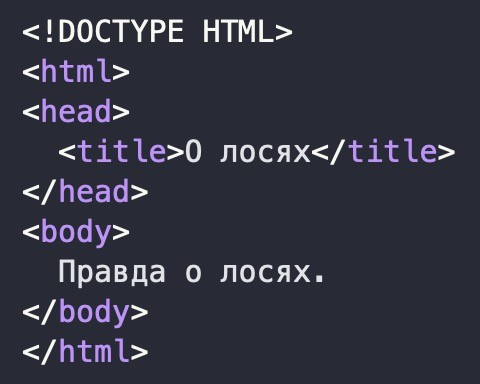 <!DOCTYPE HTML>
<html>
<head>
  <title>О лосях</title>
</head>
<body>
  Правда о лосях.
</body>
</html>